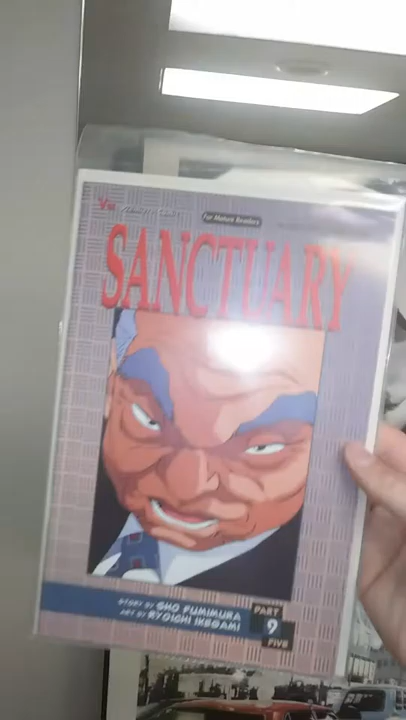 Viz
For Mature Readers
SANCTUARY
STORY BY SHO FUMIMURA
ART BY RYOICHI IKEGAMI
PART
9
FIVE